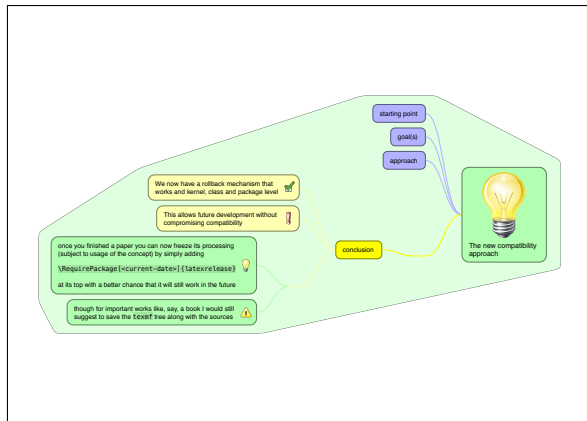 starting point
goal(s)
approach
The new compatibility
approach
conclusion
We now have a rollback mechanism that
works and kernel, class and package level
This allows future development without
compromising compatibility
once you finished a paper you can now freeze its processing
(subject to usage of the concept) by simply adding
\RequirePackage[<current-date>]{latexrelease}
at its top with a better chance that it will still work in the future
though for important works like, say, a book I would still
suggest to save the texmf tree along with the sources